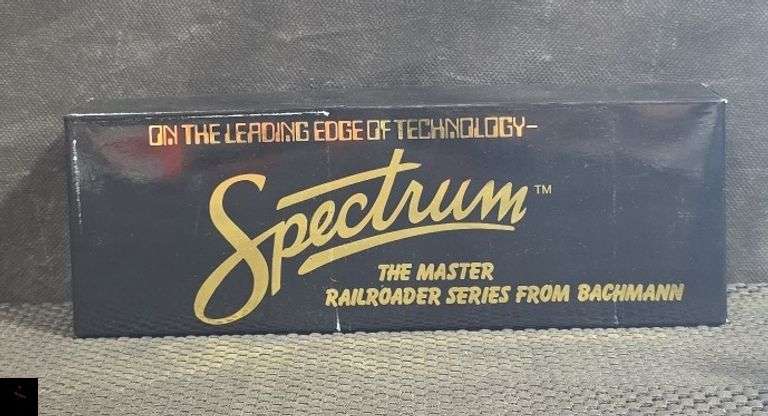 ON THE LEADING EDGE OF TECHNOLOGY—
Spectrum™
THE MASTER
RAILROADER SERIES FROM BACHMANN